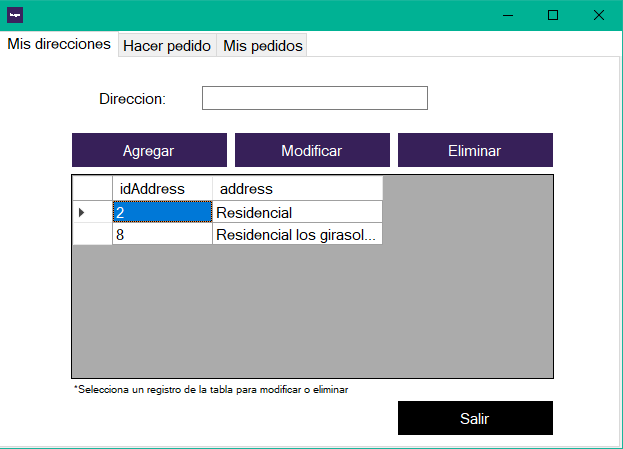 Mis direcciones Hacer pedido Mis pedidos
Direccion:
Agregar Modificar Eliminar
idAddress address
2 Residencial
8 Residencial los girasol...
*Selecciona un registro de la tabla para modificar o eliminar
Salir